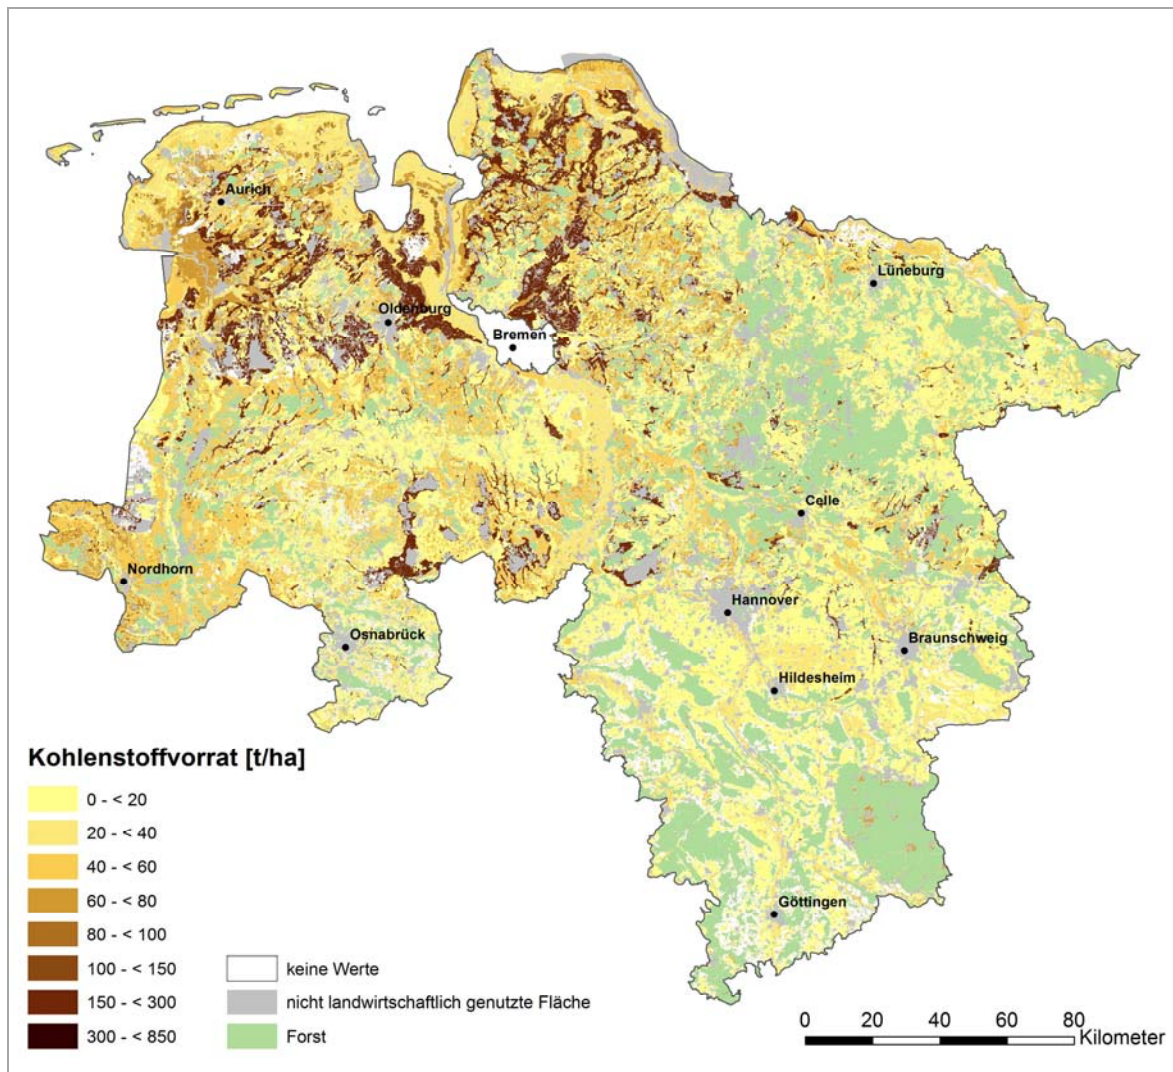 Aurich
Lüneburg
Oldenburg
Bremen
Celle
Nordhorn
Hannover
Osnabrück
Braunschweig
Hildesheim
Göttingen
Kohlenstoffvorrat [t/ha]
0 - < 20
20 - < 40
40 - < 60
60 - < 80
80 - < 100
100 - < 150
150 - < 300
300 - < 850
keine Werte
nicht landwirtschaftlich genutzte Fläche
Forst
0 20 40 60 80
Kilometer